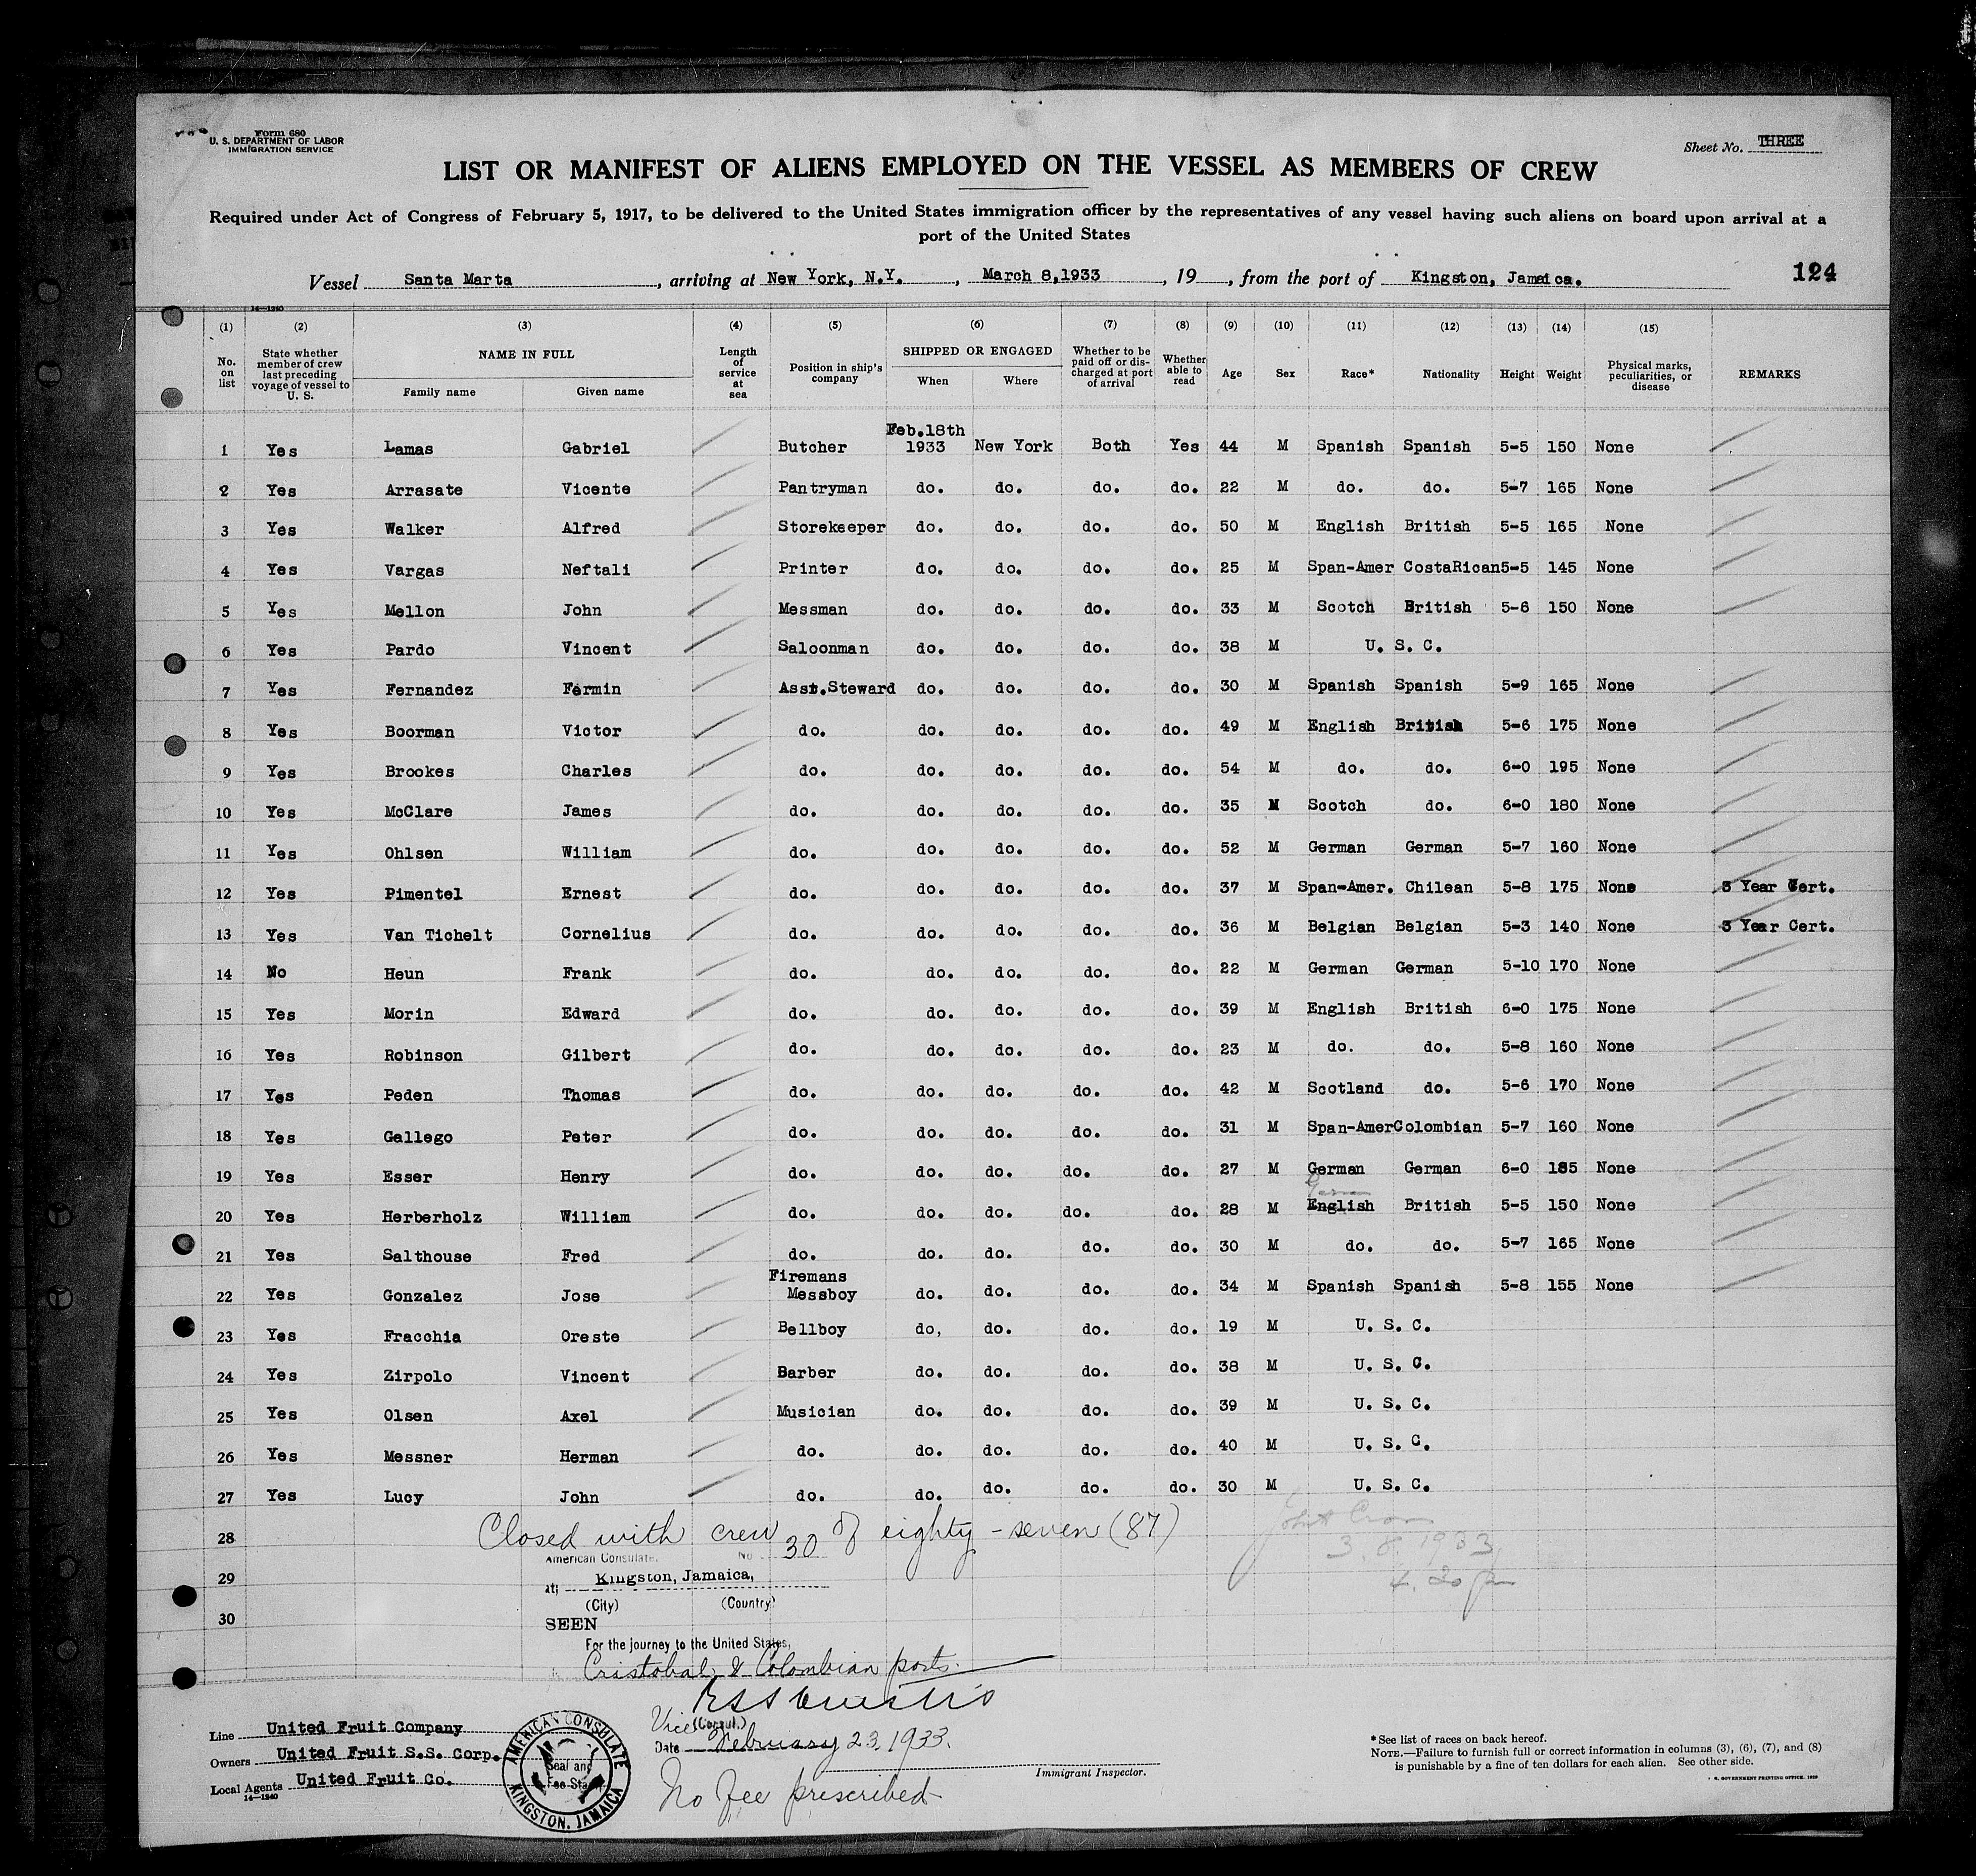 Form 680
U. S. DEPARTMENT OF LABOR
IMMIGRATION SERVICE
Sheet No. THREE
LIST OR MANIFEST OF ALIENS EMPLOYED ON THE VESSEL AS MEMBERS OF CREW
Required under Act of Congress of February 5, 1917, to be delivered to the United States immigration officer by the representatives of any vessel having such aliens on board upon arrival at a
port of the United States
Vessel Santa Marta, arriving at New York, N.Y., March 8,1933, 19, from the port of Kingston, Jamaica. 124
14—1240
(1) (2) (3) (4) (5) (6) (7) (8) (9) (10) (11) (12) (13) (14) (15)
No. on list State whether member of crew last preceding voyage of vessel to U. S. NAME IN FULL Family name Given name Length of service at sea Position in ship's company SHIPPED OR ENGAGED When Where Whether to be paid off or discharged at port of arrival Whether able to read Age Sex Race* Nationality Height Weight Physical marks, peculiarities, or disease REMARKS
1 Yes Lamas Gabriel Butcher Feb.18th 1933 New York Both Yes 44 M Spanish Spanish 5-5 150 None
2 Yes Arrasate Vicente Pantryman do. do. do. do. 22 M do. do. 5-7 165 None
3 Yes Walker Alfred Storekeeper do. do. do. do. 50 M English British 5-5 165 None
4 Yes Vargas Neftali Printer do. do. do. do. 25 M Span-Amer CostaRican 5-5 145 None
5 Yes Mellon John Messman do. do. do. do. 33 M Scotch British 5-6 150 None
6 Yes Pardo Vincent Saloonman do. do. do. do. 38 M U. S. C.
7 Yes Fernandez Fermin Asst.Steward do. do. do. do. 30 M Spanish Spanish 5-9 165 None
8 Yes Boorman Victor do. do. do. do. do. 49 M English British 5-6 175 None
9 Yes Brookes Charles do. do. do. do. do. 54 M do. do. 6-0 195 None
10 Yes McClare James do. do. do. do. do. 35 M Scotch do. 6-0 180 None
11 Yes Ohlsen William do. do. do. do. do. 52 M German German 5-7 160 None
12 Yes Pimentel Ernest do. do. do. do. do. 37 M Span-Amer. Chilean 5-8 175 None 3 Year Cert.
13 Yes Van Tichelt Cornelius do. do. do. do. do. 36 M Belgian Belgian 5-3 140 None 3 Year Cert.
14 No Heun Frank do. do. do. do. do. 22 M German German 5-10 170 None
15 Yes Morin Edward do. do. do. do. do. 39 M English British 6-0 175 None
16 Yes Robinson Gilbert do. do. do. do. do. 23 M do. do. 5-8 160 None
17 Yes Peden Thomas do. do. do. do. do. 42 M Scotland do. 5-6 170 None
18 Yes Gallego Peter do. do. do. do. do. 31 M Span-Amer Colombian 5-7 160 None
19 Yes Esser Henry do. do. do. do. do. 27 M German German 6-0 185 None
German
20 Yes Herberholz William do. do. do. do. do. 28 M English British 5-5 150 None
21 Yes Salthouse Fred do. do. do. do. do. 30 M do. do. 5-7 165 None
22 Yes Gonzalez Jose Firemans Messboy do. do. do. do. 34 M Spanish Spanish 5-8 155 None
23 Yes Fracchia Oreste Bellboy do, do. do. do. 19 M U. S. C.
24 Yes Zirpolo Vincent Barber do. do. do. do. 38 M U. S. C.
25 Yes Olsen Axel Musician do. do. do. do. 39 M U. S. C.
26 Yes Messner Herman do. do. do. do. do. 40 M U. S. C.
27 Yes Lucy John do. do. do. do. do. 30 M U. S. C.
28 Closed with crew of eighty-seven (87)
3.8.1933
4.20 pm
American Consulate, No 30
29 at; Kingston, Jamaica,
(City) (Country)
30
SEEN
For the journey to the United States,
Cristobal & Colombian ports.
Vice (Consul.)
Date February 23, 1933.
No fee prescribed
Line United Fruit Company
Owners United Fruit S.S. Corp.
Local Agents United Fruit Co.
14—1240
AMERICAN CONSULATE
Seal and
Fee Stamp
KINGSTON, JAMAICA
Immigrant Inspector.
*See list of races on back hereof.
NOTE.—Failure to furnish full or correct information in columns (3), (6), (7), and (8)
is punishable by a fine of ten dollars for each alien. See other side.